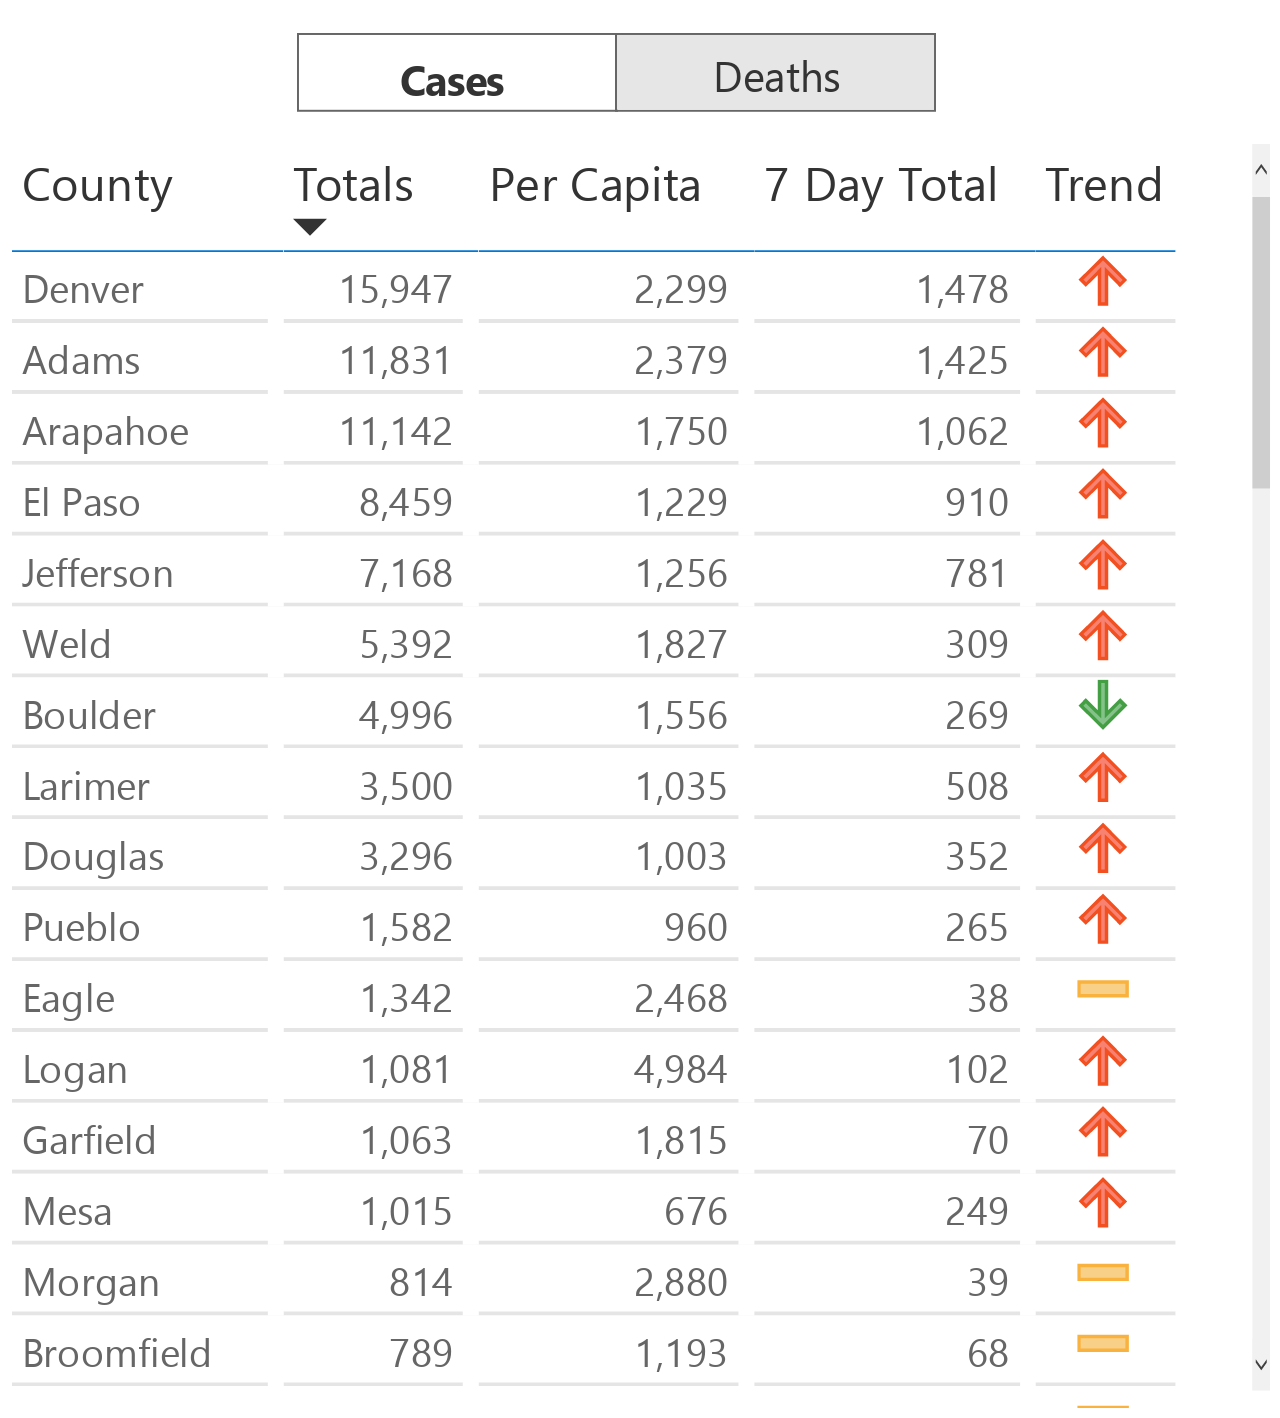 Cases Deaths
County Totals Per Capita 7 Day Total Trend
Denver 15,947 2,299 1,478
Adams 11,831 2,379 1,425
Arapahoe 11,142 1,750 1,062
El Paso 8,459 1,229 910
Jefferson 7,168 1,256 781
Weld 5,392 1,827 309
Boulder 4,996 1,556 269
Larimer 3,500 1,035 508
Douglas 3,296 1,003 352
Pueblo 1,582 960 265
Eagle 1,342 2,468 38
Logan 1,081 4,984 102
Garfield 1,063 1,815 70
Mesa 1,015 676 249
Morgan 814 2,880 39
Broomfield 789 1,193 68